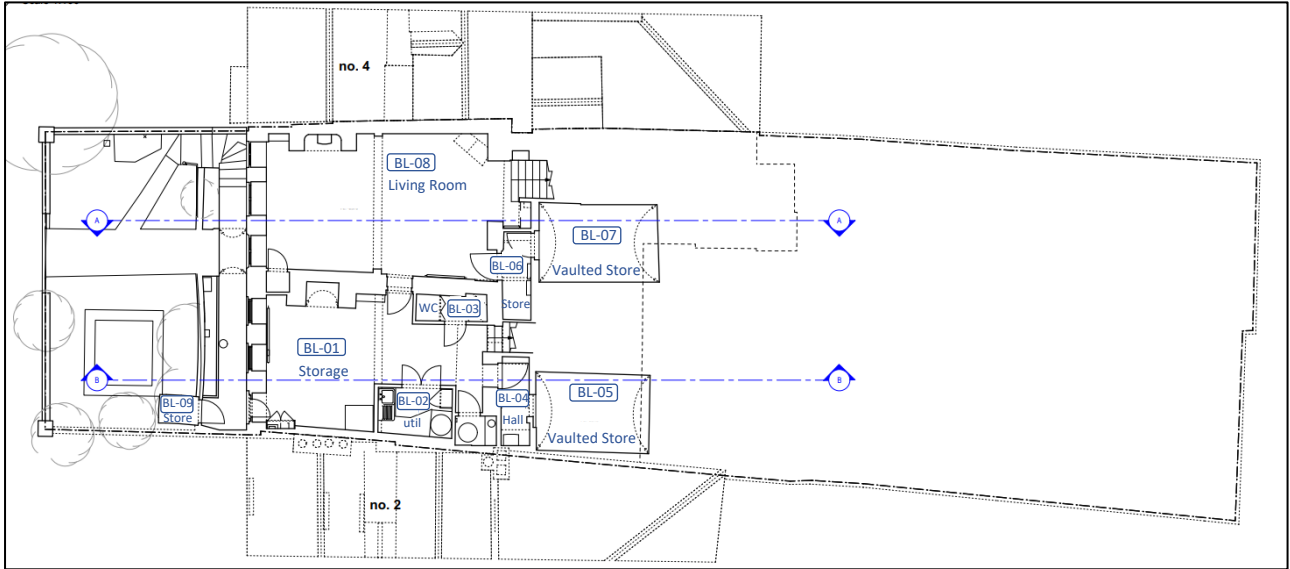 no. 4
BL-08
Living Room
A
A
BL-07
Vaulted Store
BL-06
Store
WC
BL-03
BL-01
Storage
B
B
BL-02
util
BL-04
Hall
BL-05
Vaulted Store
BL-09
Store
no. 2